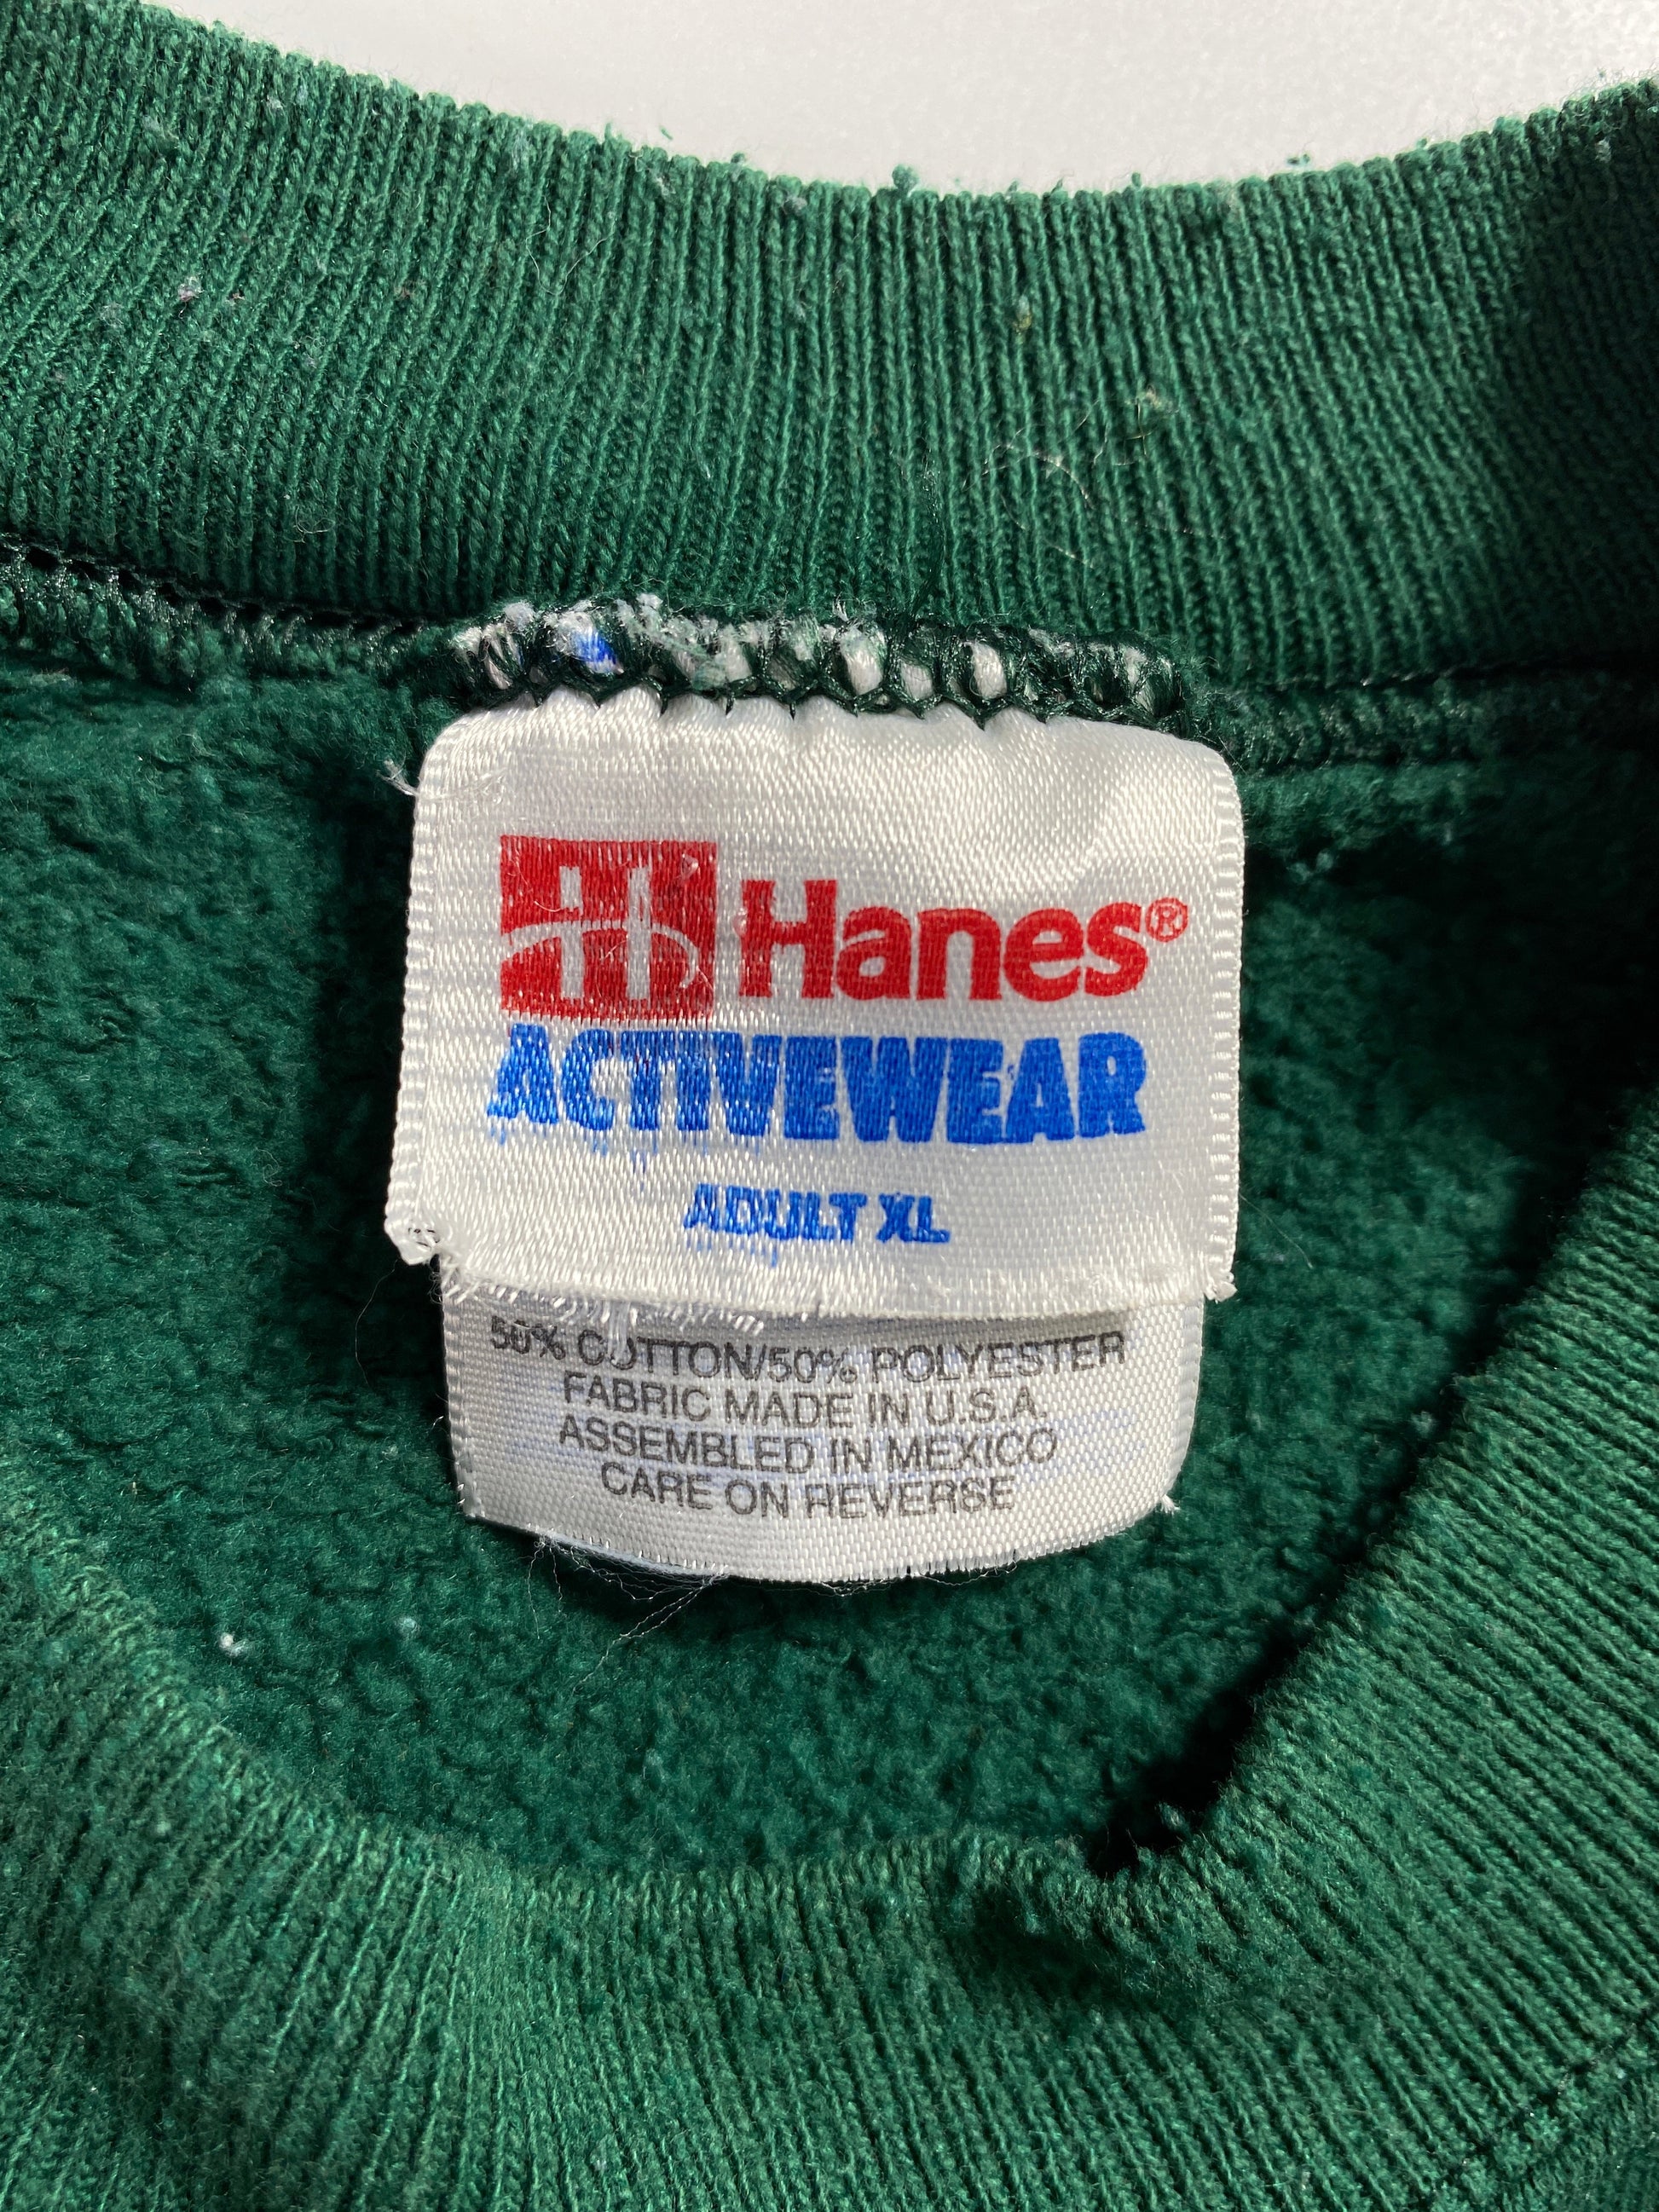 Hanes®
ACTIVEWEAR
ADULT XL
50% COTTON/50% POLYESTER
FABRIC MADE IN U.S.A.
ASSEMBLED IN MEXICO
CARE ON REVERSE